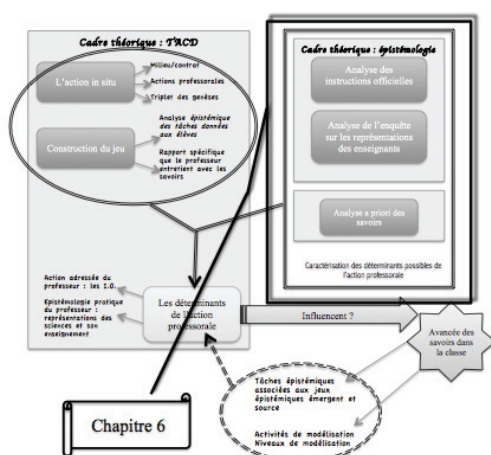 Cadre théorique : TACD
L'action in situ
Milieu/contrat
Actions professorales
Triplet des genèses
Construction du jeu
Analyse épistémique des
tâches données
aux élèves
Rapport spécifique
que le professeur
entretient avec les
savoirs
Cadre théorique : épistémologie
Analyse des
instructions officielles
Analyse de l'enquête
sur les représentations
des enseignants
Analyse a priori des
savoirs
Caractérisation des déterminants possibles de
l'action professorale
Action adressée du
professeur : les I.O.
Epistémologie pratique
du professeur :
représentations des
sciences et son
enseignement
Les déterminants
de l'action
professorale
Influencent ?
Avancée des
savoirs dans
la classe
Tâches épistémiques
associées aux jeux
épistémiques émergent et
source
Activités de modélisation
Niveaux de modélisation
Chapitre 6